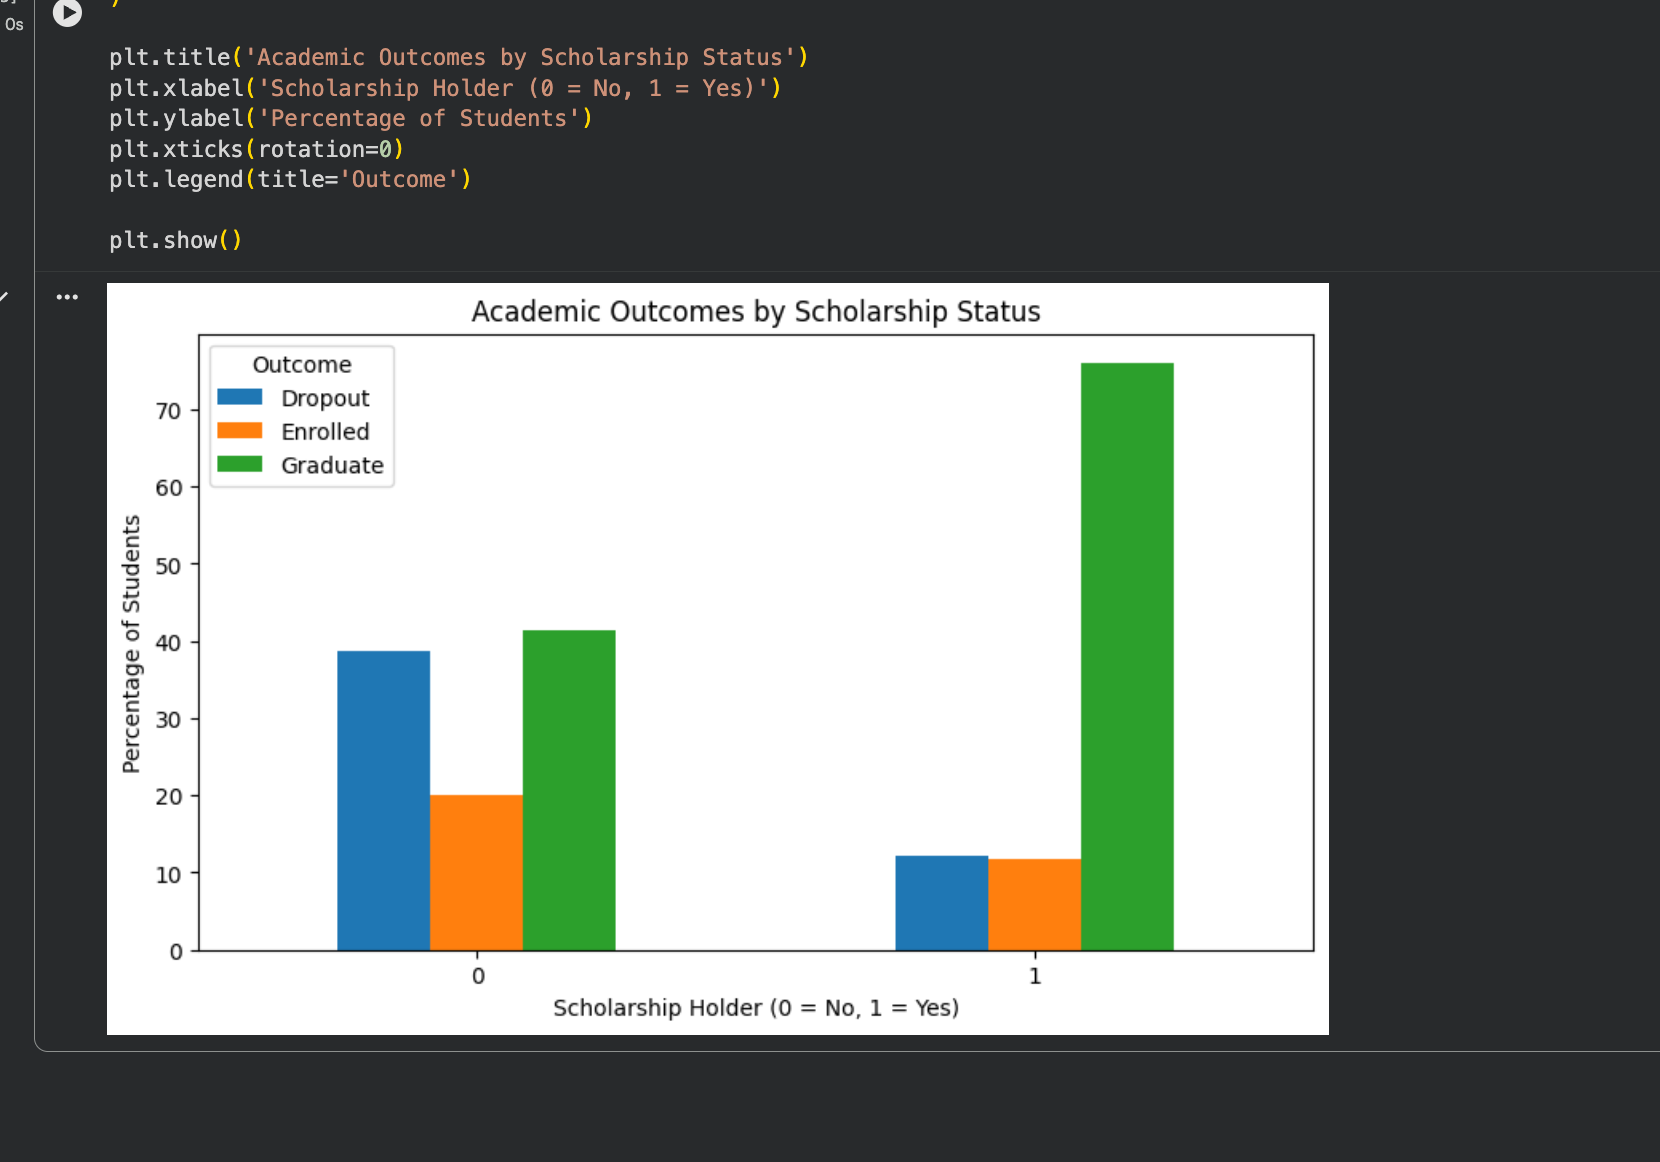 0s
)
plt.title('Academic Outcomes by Scholarship Status')
plt.xlabel('Scholarship Holder (0 = No, 1 = Yes)')
plt.ylabel('Percentage of Students')
plt.xticks(rotation=0)
plt.legend(title='Outcome')
plt.show()
Academic Outcomes by Scholarship Status
Outcome
Dropout
Enrolled
Graduate
Percentage of Students
70
60
50
40
30
20
10
0
0 1
Scholarship Holder (0 = No, 1 = Yes)